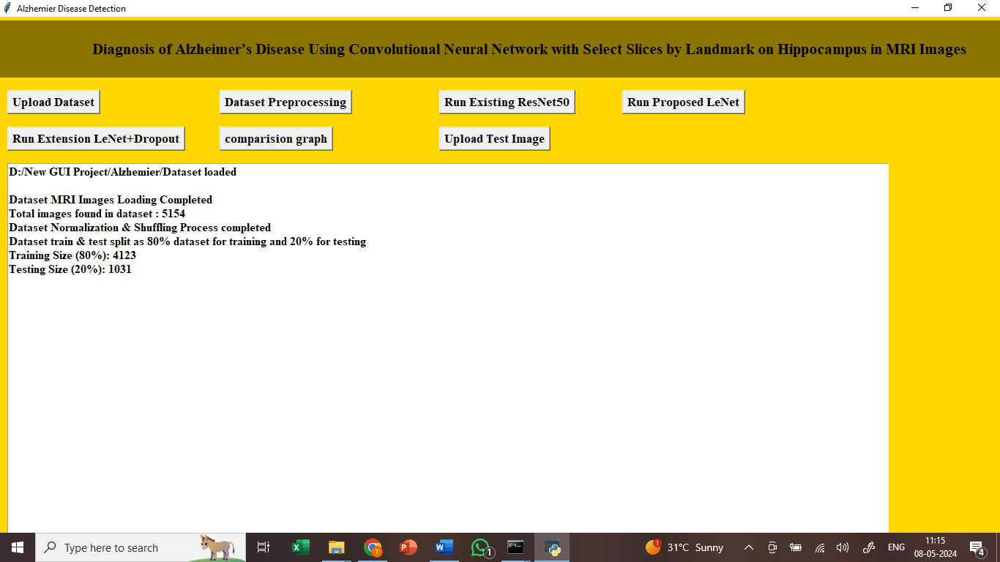 Alzhemier Disease Detection
Diagnosis of Alzheimer’s Disease Using Convolutional Neural Network with Select Slices by Landmark on Hippocampus in MRI Images
Upload Dataset
Dataset Preprocessing
Run Existing ResNet50
Run Proposed LeNet
Run Extension LeNet+Dropout
comparision graph
Upload Test Image
D:/New GUI Project/Alzhemier/Dataset loaded
Dataset MRI Images Loading Completed
Total images found in dataset : 5154
Dataset Normalization & Shuffling Process completed
Dataset train & test split as 80% dataset for training and 20% for testing
Training Size (80%): 4123
Testing Size (20%): 1031
Type here to search
1
1
31°C Sunny
ENG
11:15
08-05-2024
4